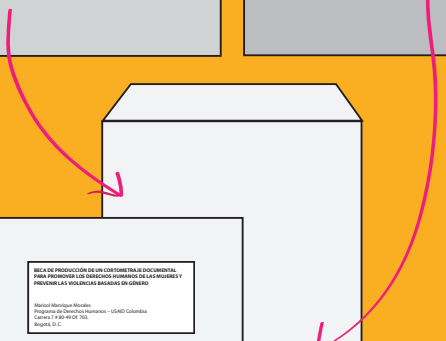 BECA DE PRODUCCIÓN DE UN CORTOMETRAJE DOCUMENTAL
PARA PROMOVER LOS DERECHOS HUMANOS DE LAS MUJERES Y
PREVENIR LAS VIOLENCIAS BASADAS EN GÉNERO
Marisol Manrique Morales
Programa de Derechos Humanos – USAID Colombia
Carrera 7 # 80-49 Of. 703.
Bogotá, D. C.